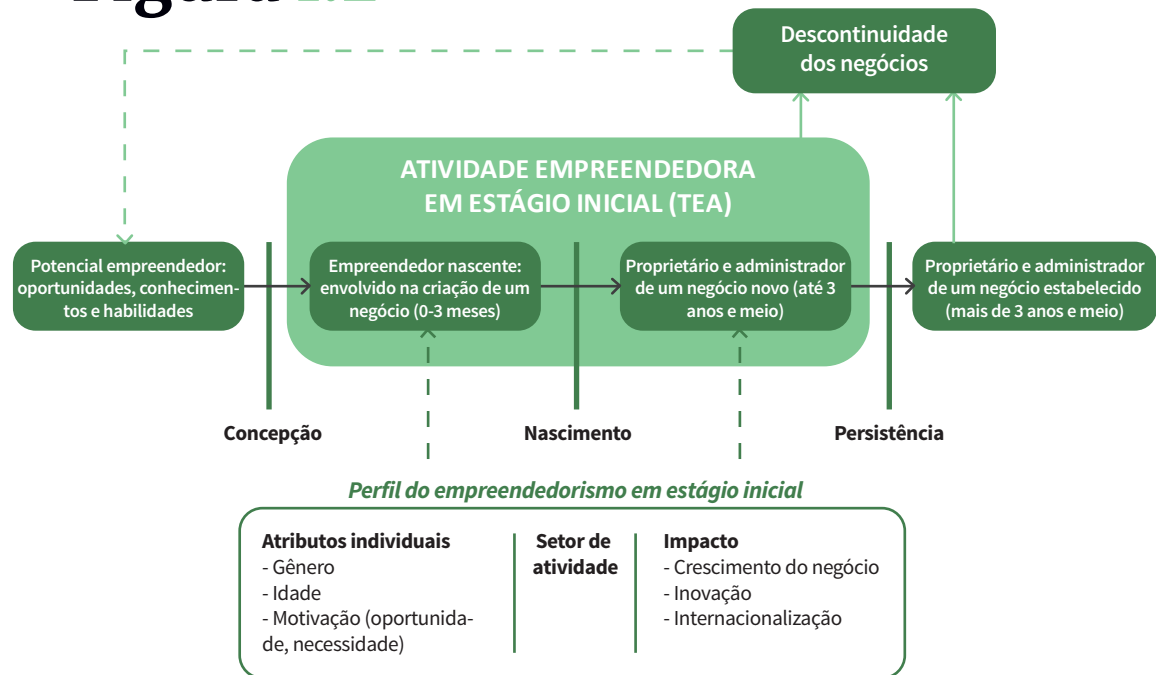 Descontinuidade
dos negócios
ATIVIDADE EMPREENDEDORA
EM ESTÁGIO INICIAL (TEA)
Potencial empreendedor:
oportunidades, conhecimen-
tos e habilidades
Empreendedor nascente:
envolvido na criação de um
negócio (0-3 meses)
Proprietário e administrador
de um negócio novo (até 3
anos e meio)
Proprietário e administrador
de um negócio estabelecido
(mais de 3 anos e meio)
Concepção
Nascimento
Persistência
Perfil do empreendedorismo em estágio inicial
Atributos individuais
- Gênero
- Idade
- Motivação (oportunida-
de, necessidade)
Setor de
atividade
Impacto
- Crescimento do negócio
- Inovação
- Internacionalização